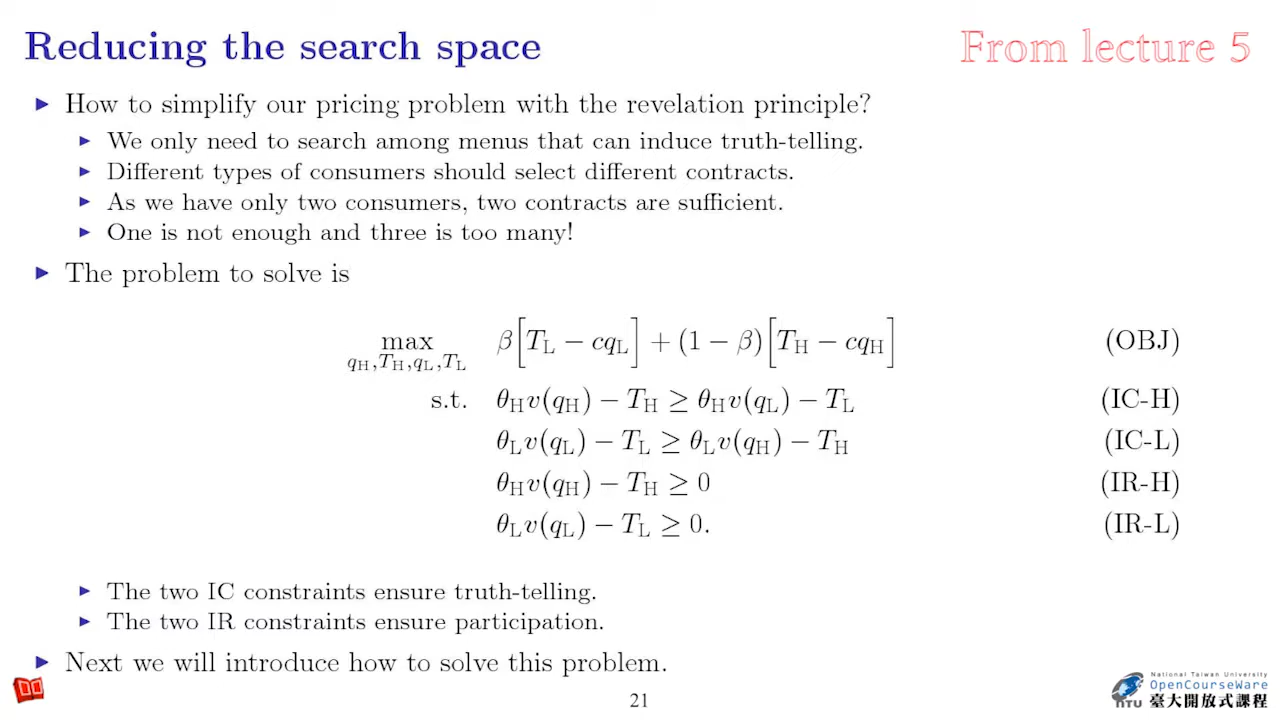 Reducing the search space
From lecture 5
How to simplify our pricing problem with the revelation principle?
We only need to search among menus that can induce truth-telling.
Different types of consumers should select different contracts.
As we have only two consumers, two contracts are sufficient.
One is not enough and three is too many!
The problem to solve is
max β[T_L − cq_L] + (1 − β)[T_H − cq_H] (OBJ)
q_H,T_H,q_L,T_L
s.t. θ_H v(q_H) − T_H ≥ θ_H v(q_L) − T_L (IC-H)
θ_L v(q_L) − T_L ≥ θ_L v(q_H) − T_H (IC-L)
θ_H v(q_H) − T_H ≥ 0 (IR-H)
θ_L v(q_L) − T_L ≥ 0. (IR-L)
The two IC constraints ensure truth-telling.
The two IR constraints ensure participation.
Next we will introduce how to solve this problem.
21
National Taiwan University
OpenCourseWare
NTU 臺大開放式課程